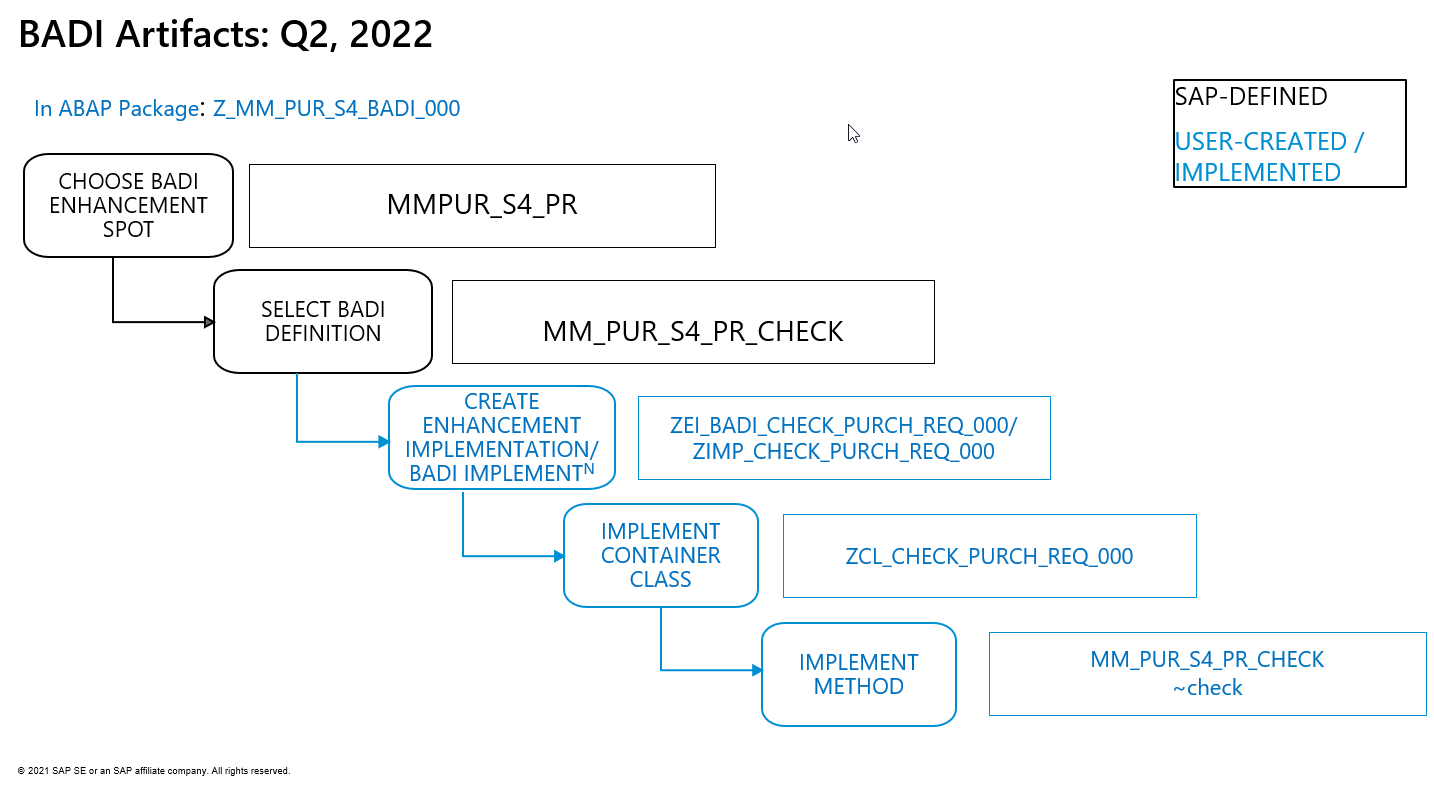 BADI Artifacts: Q2, 2022
In ABAP Package: Z_MM_PUR_S4_BADI_000
SAP-DEFINED
USER-CREATED /
IMPLEMENTED
CHOOSE BADI
ENHANCEMENT
SPOT
MMPUR_S4_PR
SELECT BADI
DEFINITION
MM_PUR_S4_PR_CHECK
CREATE
ENHANCEMENT
IMPLEMENTATION/
BADI IMPLEMENTᴺ
ZEI_BADI_CHECK_PURCH_REQ_000/
ZIMP_CHECK_PURCH_REQ_000
IMPLEMENT
CONTAINER
CLASS
ZCL_CHECK_PURCH_REQ_000
IMPLEMENT
METHOD
MM_PUR_S4_PR_CHECK
~check
© 2021 SAP SE or an SAP affiliate company. All rights reserved.